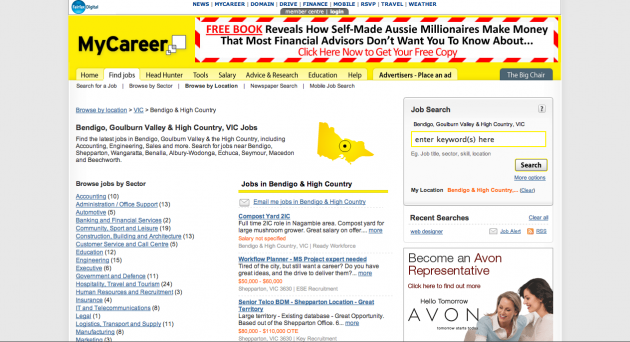 Fairfax Digital
NEWS | MYCAREER | DOMAIN | DRIVE | FINANCE | MOBILE | RSVP | TRAVEL | WEATHER
member centre | login
MyCareer
FREE BOOK Reveals How Self-Made Aussie Millionaires Make Money
That Most Financial Advisors Don't Want You To Know About...
Click Here Now to Get Your Free Copy
Home Find jobs Head Hunter Tools Salary Advice & Research Education Help Advertisers - Place an ad The Big Chair
Search for a Job | Browse by Sector | Browse by Location | Newspaper Search | Mobile Job Search
Browse by location > VIC > Bendigo & High Country
Bendigo, Goulburn Valley & High Country, VIC Jobs
Find the latest jobs in Bendigo, Goulburn Valley & the High Country, including
Accounting, Engineering, Sales and more. Search for jobs near Bendigo,
Shepparton, Wangaratta, Benalla, Albury-Wodonga, Echuca, Seymour, Macedon
and Beechworth.
Browse jobs by Sector
Accounting (10)
Administration / Office Support (13)
Automotive (5)
Banking and Financial Services (2)
Community, Sport and Leisure (19)
Construction, Building and Architecture (13)
Customer Service and Call Centre (5)
Education (12)
Engineering (15)
Executive (6)
Government and Defence (11)
Hospitality, Travel and Tourism (24)
Human Resources and Recruitment (3)
Insurance (4)
IT and Telecommunications (8)
Legal (1)
Logistics, Transport and Supply (11)
Manufacturing (8)
Marketing (3)
Jobs in Bendigo & High Country
Email me jobs in Bendigo & High Country
Compost Yard 2IC
Full time 2IC role in Nagambie area. Compost yard for
large mushroom grower. Great salary on offer.... more
Salary not specified
Bendigo & High Country, VIC | Ready Workforce
Workflow Planner - MS Project expert needed
Tired of the city, but still want a career? Do you have
great ideas, and the drive to deliver them?... more
$50,000 - $60,000
Shepparton, VIC 3630 | ESE Recruitment
Senior Telco BDM - Shepparton Location - Great
Territory
Large territory - Existing database - Great Opportunity.
Based out of the Shepparton Office. 6... more
$80,000 - $110,000 OTE
Shepparton, VIC 3630 | Key Recruitment
Job Search
?
Bendigo, Goulburn Valley & High Country, VIC
enter keyword(s) here
Eg. Job title, sector, skill, location
Search
More options
My Location Bendigo & High Country,... (Clear)
Recent Searches Clear all
web designer Job Alert RSS
Become an Avon
Representative
Click here to find out more
Hello Tomorrow
AVON
tomorrow starts today